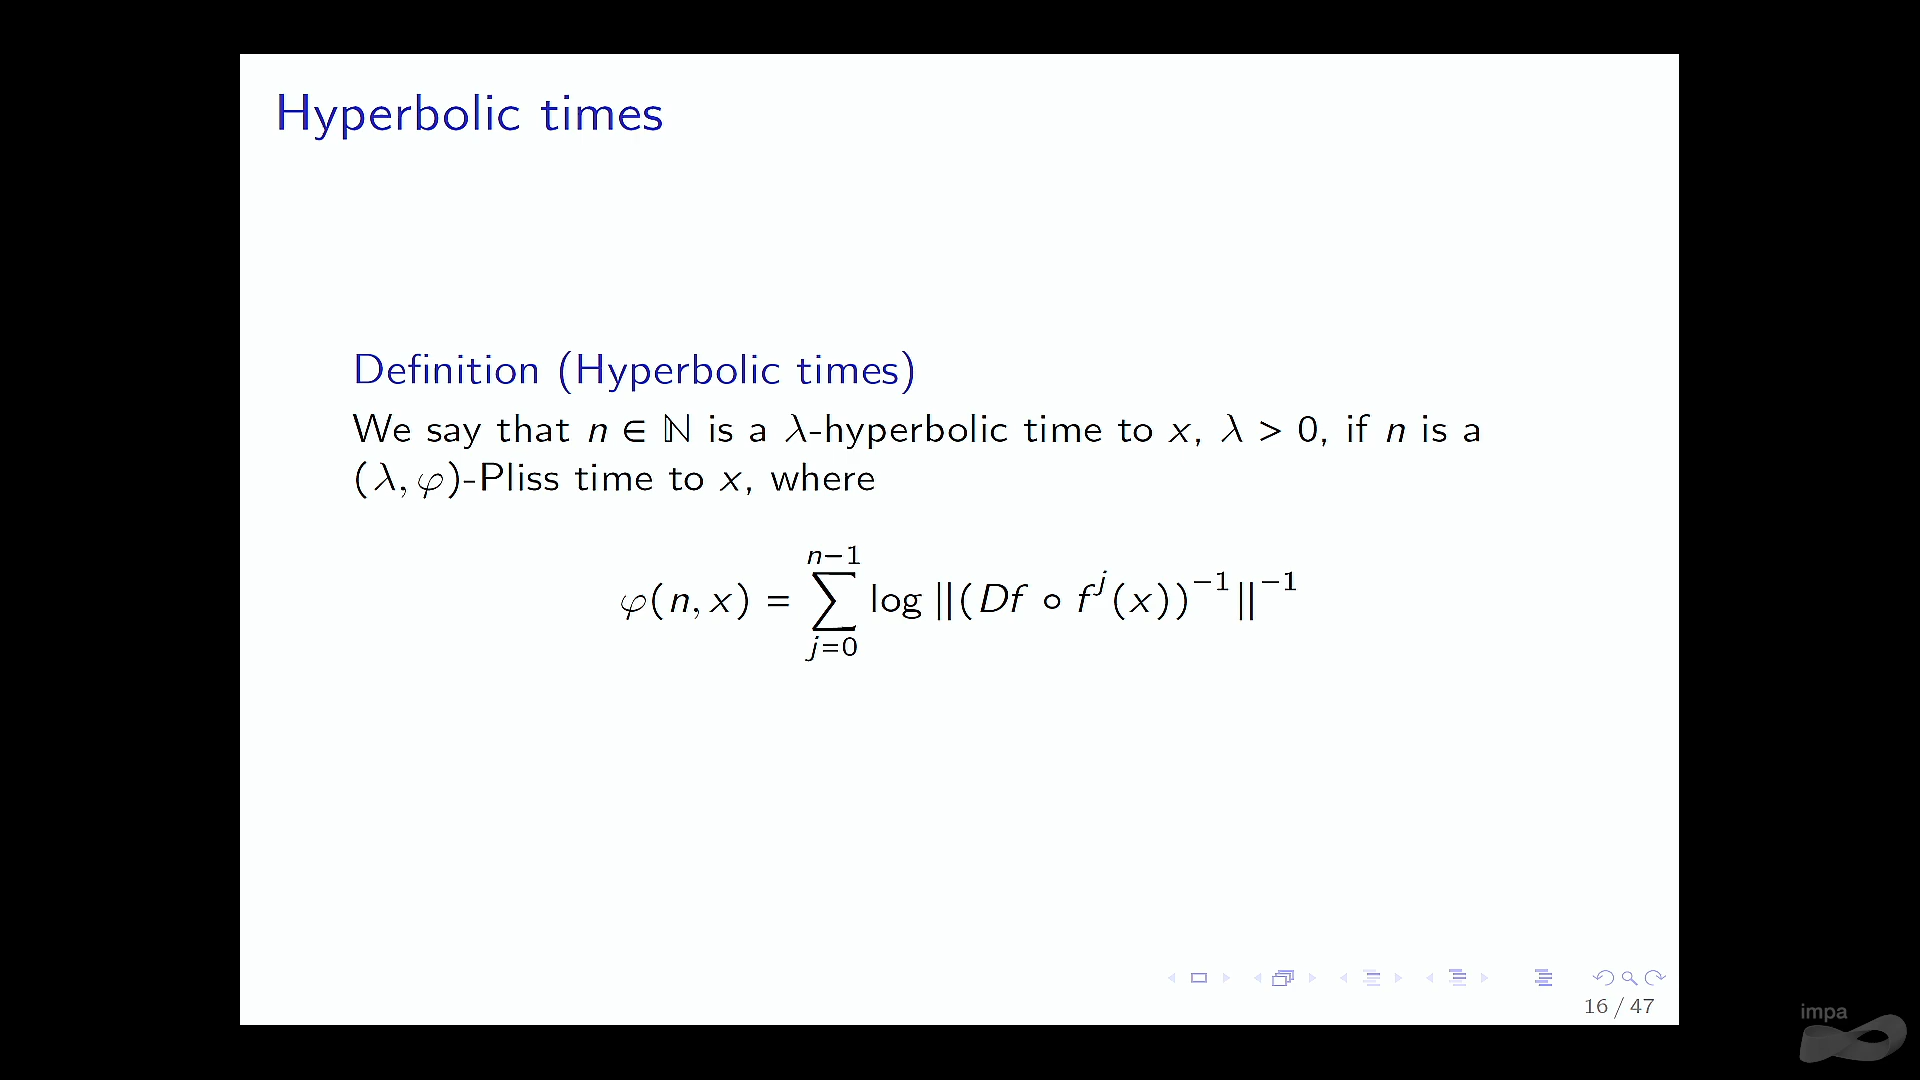 Hyperbolic times
Definition (Hyperbolic times)
We say that n ∈ ℕ is a λ-hyperbolic time to x, λ > 0, if n is a
(λ, φ)-Pliss time to x, where
φ(n, x) = ∑_{j=0}^{n−1} log ||(Df ∘ f^j(x))^{−1}||^{−1}
16 / 47
impa